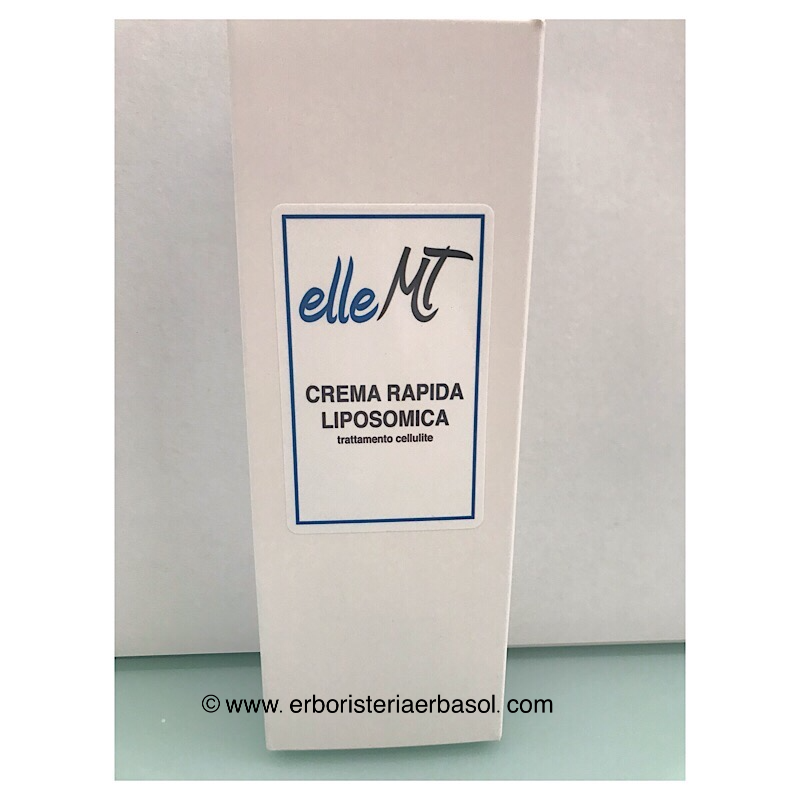 elleMT
CREMA RAPIDA
LIPOSOMICA
trattamento cellulite
© www. erboristeriaerbasol. com